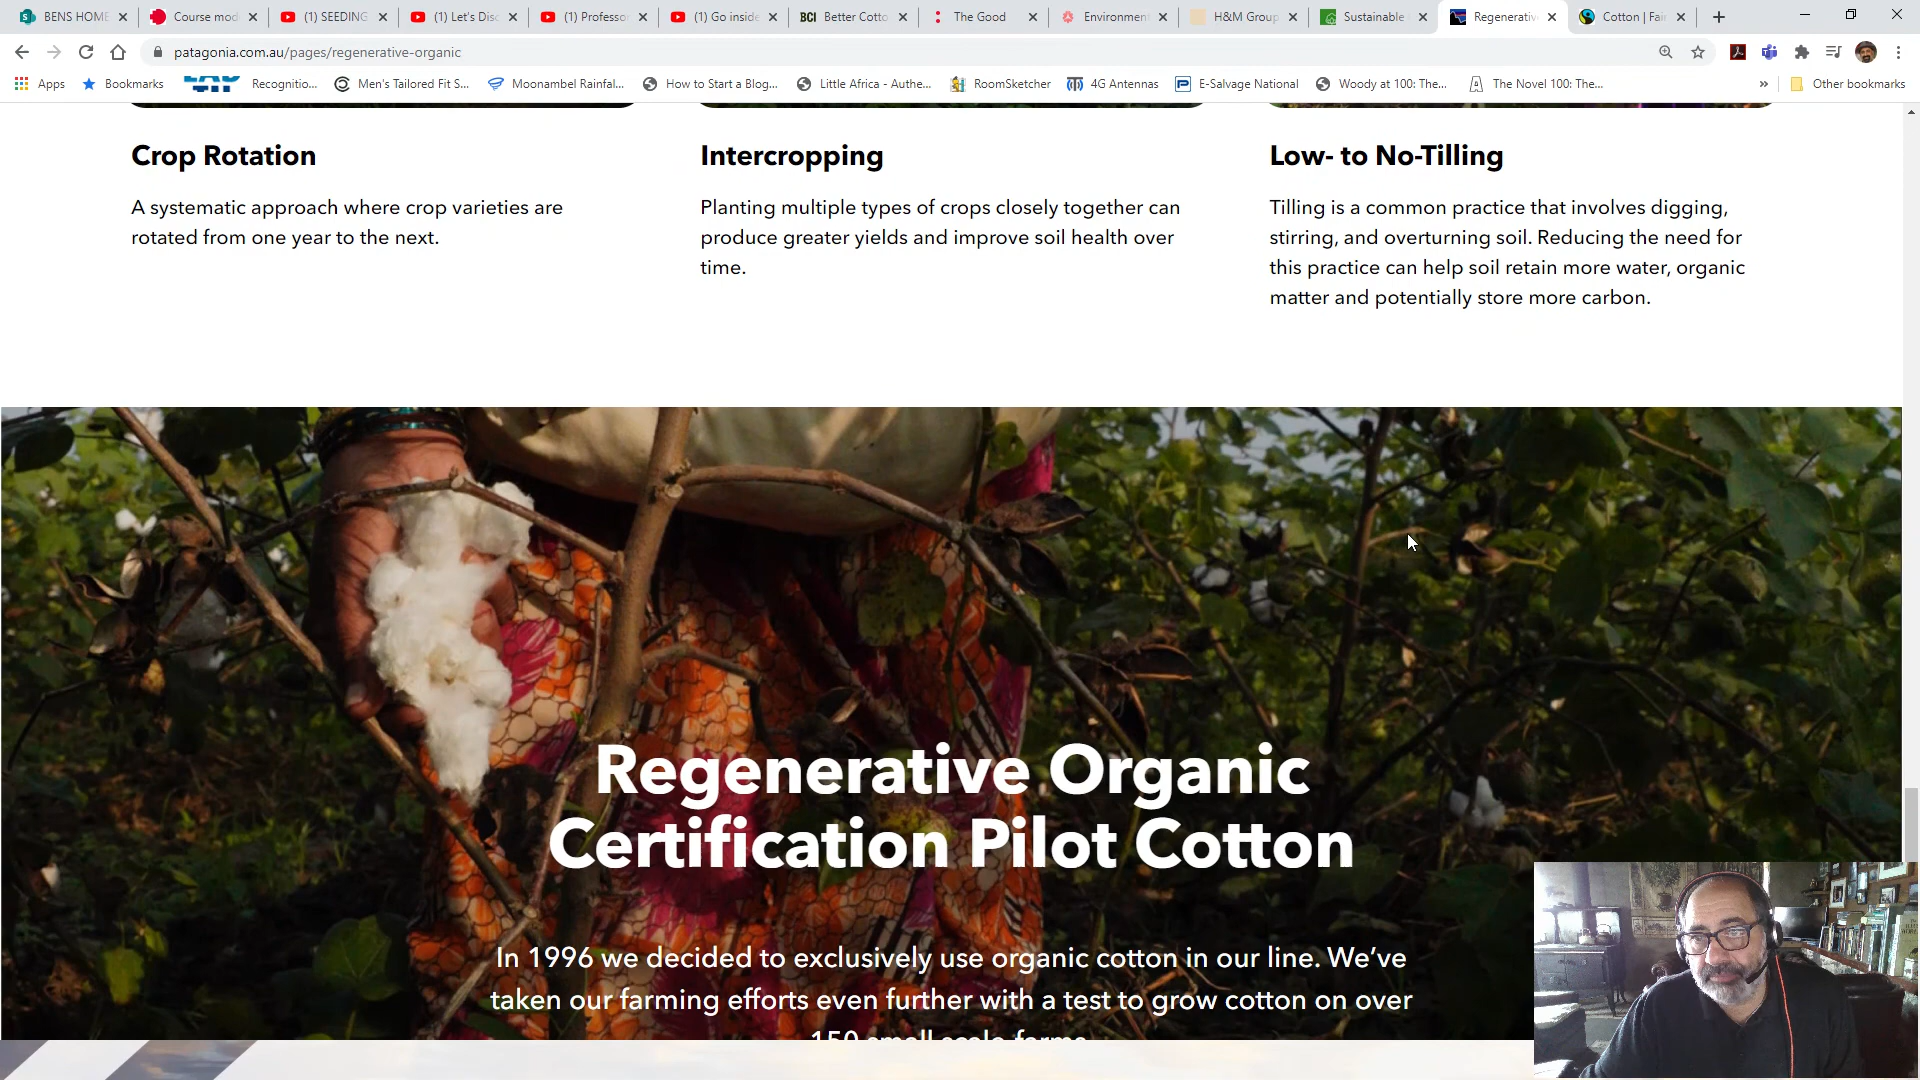 BENS HOME
Course mod
(1) SEEDING
(1) Let's Disc
(1) Professo
(1) Go inside
BCI Better Cotto
The Good
Environment
H&M Group
Sustainable
Regenerativ
Cotton | Fai
patagonia.com.au/pages/regenerative-organic
Apps
Bookmarks
Recognitio...
Men's Tailored Fit S...
Moonambel Rainfal...
How to Start a Blog...
Little Africa - Authe...
RoomSketcher
4G Antennas
E-Salvage National
Woody at 100: The...
The Novel 100: The...
»
Other bookmarks
Crop Rotation
A systematic approach where crop varieties are
rotated from one year to the next.
Intercropping
Planting multiple types of crops closely together can
produce greater yields and improve soil health over
time.
Low- to No-Tilling
Tilling is a common practice that involves digging,
stirring, and overturning soil. Reducing the need for
this practice can help soil retain more water, organic
matter and potentially store more carbon.
Regenerative Organic
Certification Pilot Cotton
In 1996 we decided to exclusively use organic cotton in our line. We've
taken our farming efforts even further with a test to grow cotton on over
150 small scale farms